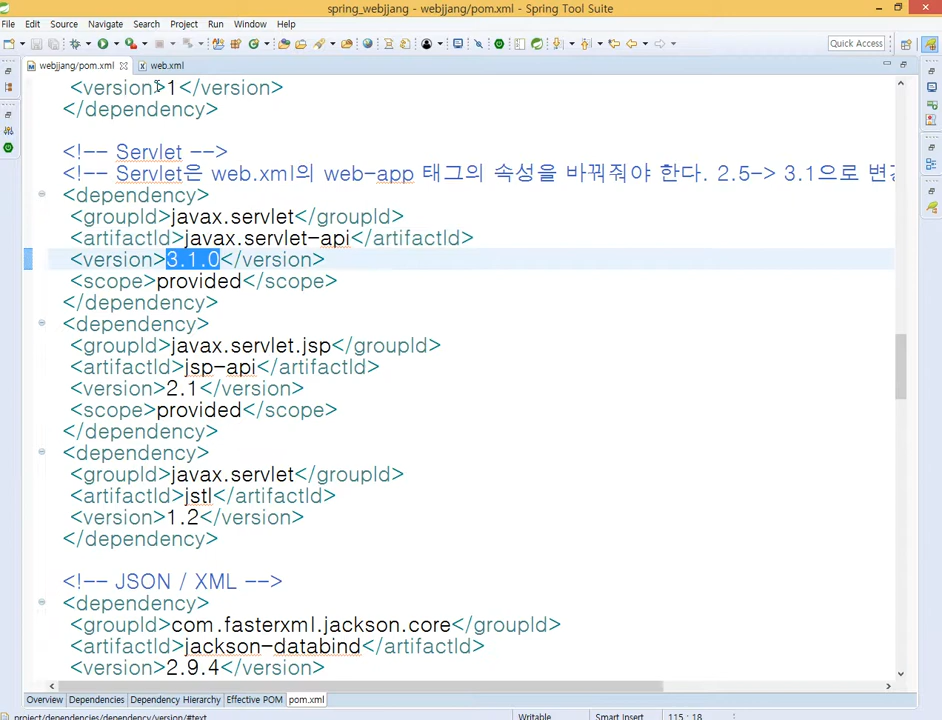 spring_webjjang - webjjang/pom.xml - Spring Tool Suite
File Edit Source Navigate Search Project Run Window Help
Quick Access
webjjang/pom.xml web.xml
<version>1</version>
</dependency>
<!-- Servlet -->
<!-- Servlet은 web.xml의 web-app 태그의 속성을 바꿔줘야 한다. 2.5-> 3.1으로 변경
<dependency>
<groupId>javax.servlet</groupId>
<artifactId>javax.servlet-api</artifactId>
<version>3.1.0</version>
<scope>provided</scope>
</dependency>
<dependency>
<groupId>javax.servlet.jsp</groupId>
<artifactId>jsp-api</artifactId>
<version>2.1</version>
<scope>provided</scope>
</dependency>
<dependency>
<groupId>javax.servlet</groupId>
<artifactId>jstl</artifactId>
<version>1.2</version>
</dependency>
<!-- JSON / XML -->
<dependency>
<groupId>com.fasterxml.jackson.core</groupId>
<artifactId>jackson-databind</artifactId>
<version>2.9.4</version>
Overview Dependencies Dependency Hierarchy Effective POM pom.xml
project/dependencies/dependency/version/#text Writable Smart Insert 115 : 18